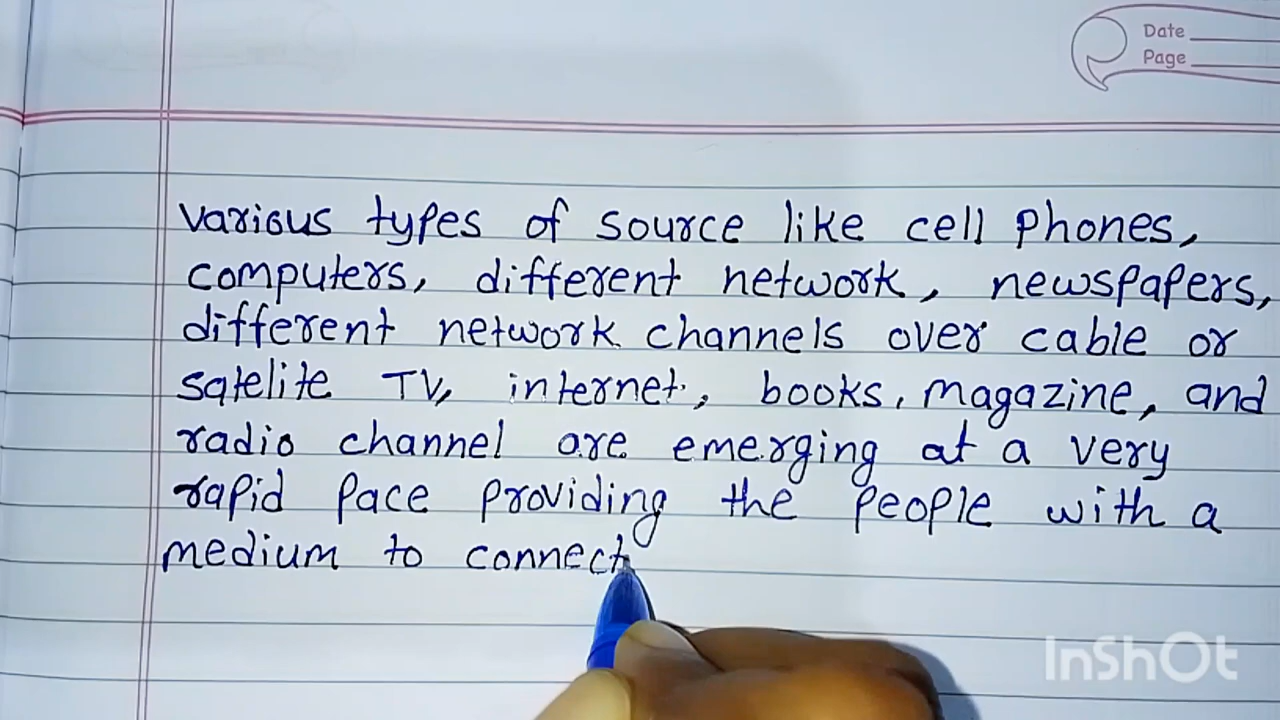 Date
Page
various types of source like cell phones,
computers, different network, newspapers,
different network channels over cable or
satelite TV, internet, books, magazine, and
radio channel are emerging at a very
rapid pace providing the people with a
medium to connect
InShOt